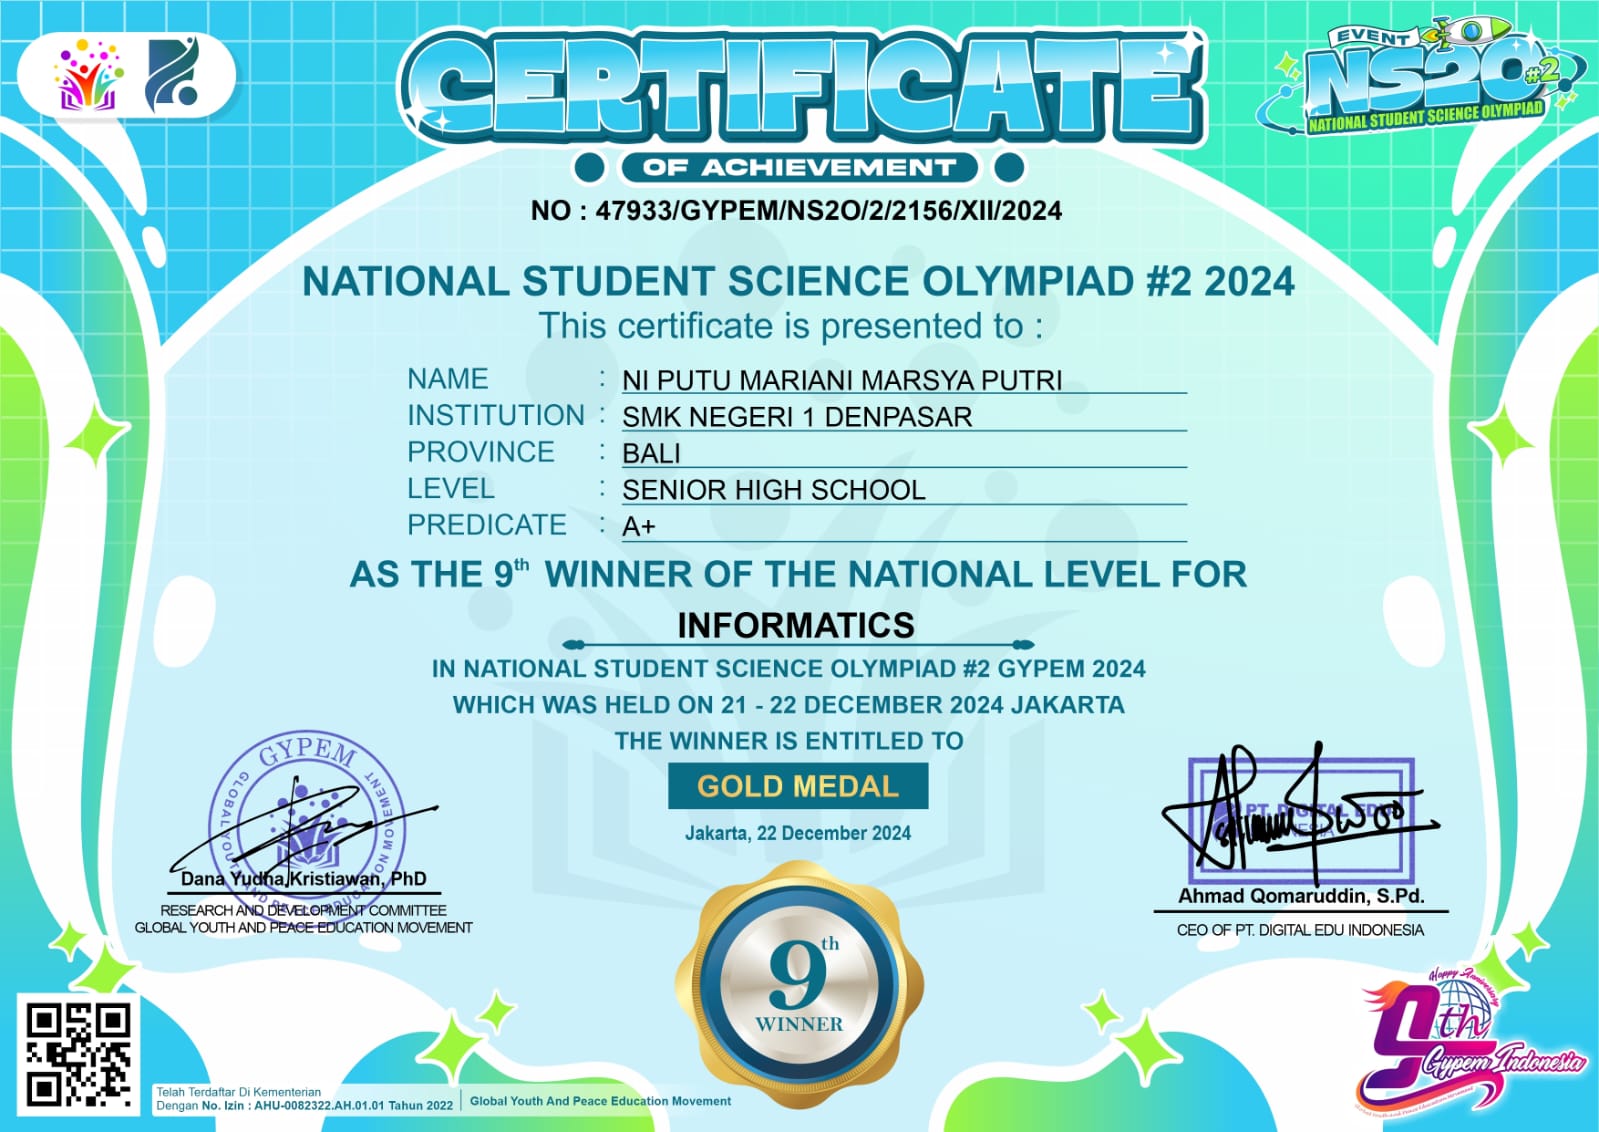 CERTIFICATE
OF ACHIEVEMENT
EVENT
NS2O #2
NATIONAL STUDENT SCIENCE OLYMPIAD
NO : 47933/GYPEM/NS2O/2/2156/XII/2024
NATIONAL STUDENT SCIENCE OLYMPIAD #2 2024
This certificate is presented to :
NAME : NI PUTU MARIANI MARSYA PUTRI
INSTITUTION : SMK NEGERI 1 DENPASAR
PROVINCE : BALI
LEVEL : SENIOR HIGH SCHOOL
PREDICATE : A+
AS THE 9th WINNER OF THE NATIONAL LEVEL FOR
INFORMATICS
IN NATIONAL STUDENT SCIENCE OLYMPIAD #2 GYPEM 2024
WHICH WAS HELD ON 21 - 22 DECEMBER 2024 JAKARTA
THE WINNER IS ENTITLED TO
GOLD MEDAL
Jakarta, 22 December 2024
GYPEM
GLOBAL YOUTH AND PEACE EDUCATION MOVEMENT
Dana Yudha Kristiawan, PhD
RESEARCH AND DEVELOPMENT COMMITTEE
GLOBAL YOUTH AND PEACE EDUCATION MOVEMENT
PT. DIGITAL EDU
Ahmad Qomaruddin, S.Pd.
CEO OF PT. DIGITAL EDU INDONESIA
9th
WINNER
Happy Anniversary
9th
Gypem Indonesia
Telah Terdaftar Di Kementerian
Dengan No. Izin : AHU-0082322.AH.01.01 Tahun 2022
Global Youth And Peace Education Movement